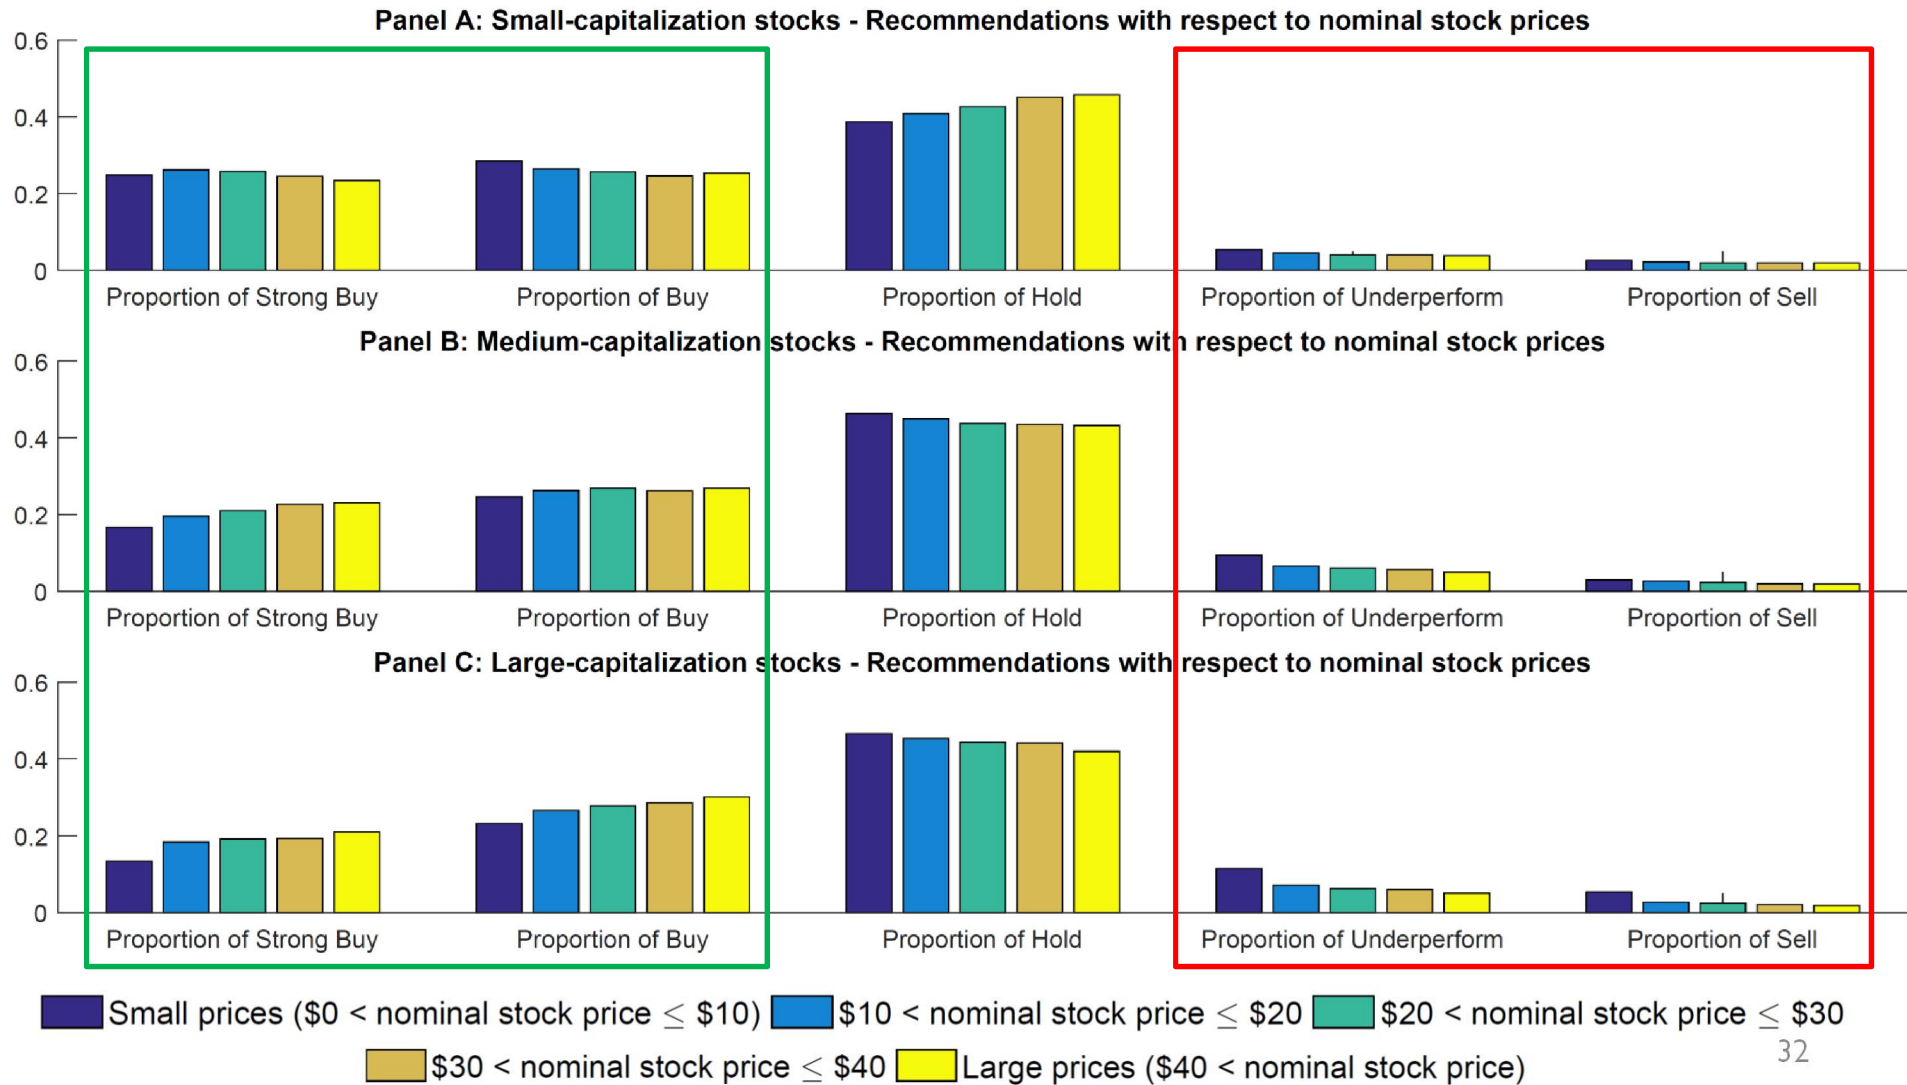 Panel A: Small-capitalization stocks - Recommendations with respect to nominal stock prices
0.6
0.4
0.2
0
Proportion of Strong Buy Proportion of Buy Proportion of Hold Proportion of Underperform Proportion of Sell
Panel B: Medium-capitalization stocks - Recommendations with respect to nominal stock prices
0.6
0.4
0.2
0
Proportion of Strong Buy Proportion of Buy Proportion of Hold Proportion of Underperform Proportion of Sell
Panel C: Large-capitalization stocks - Recommendations with respect to nominal stock prices
0.6
0.4
0.2
0
Proportion of Strong Buy Proportion of Buy Proportion of Hold Proportion of Underperform Proportion of Sell
Small prices ($0 < nominal stock price ≤ $10) $10 < nominal stock price ≤ $20 $20 < nominal stock price ≤ $30
$30 < nominal stock price ≤ $40 Large prices ($40 < nominal stock price)
32